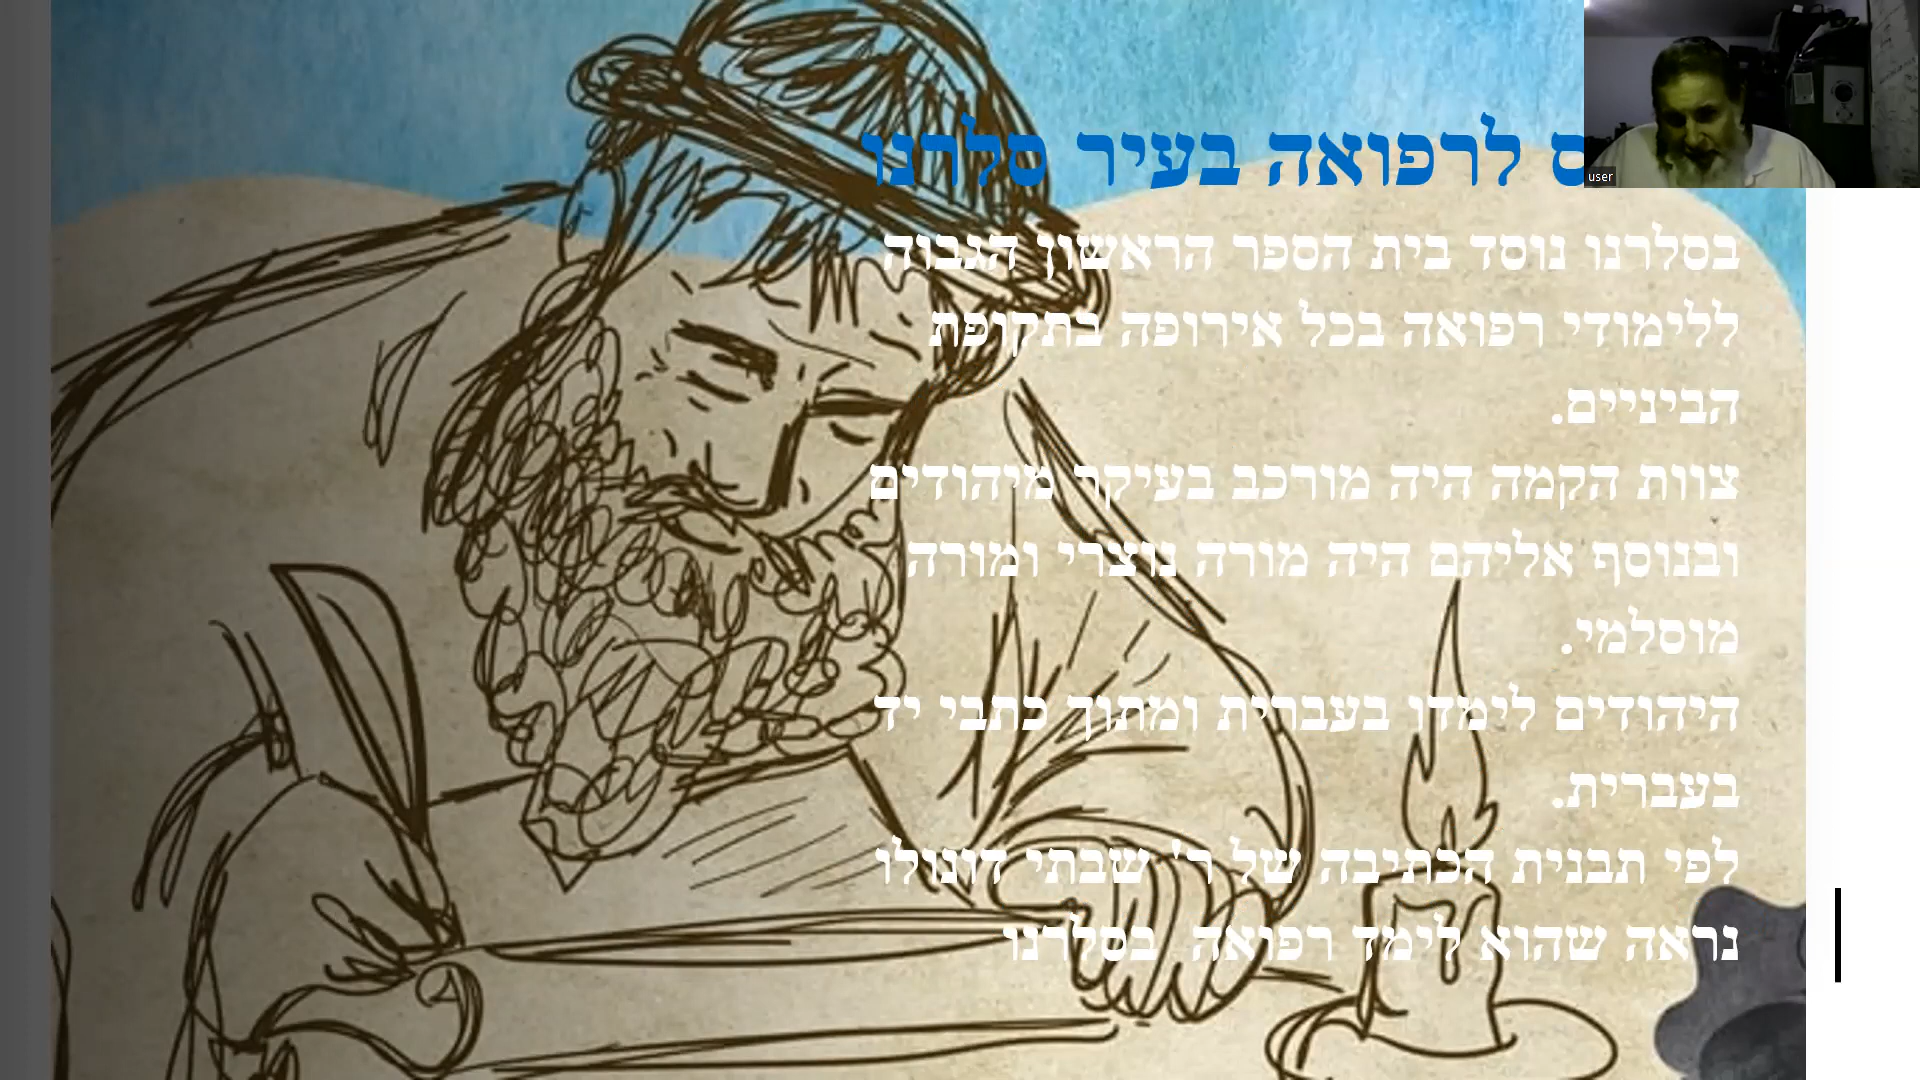 לרפואה בעיר סלרנו
user
בסלרנו נוסד בית הספר הראשון הגבוה
ללימודי רפואה בכל אירופה בתקופת
הביניים.
צוות הקמה היה מורכב בעיקר מיהודים
ובנוסף אליהם היה מורה נוצרי ומורה
מוסלמי.
היהודים לימדו בעברית ומתוך כתבי יד
בעברית.
לפי תבנית הכתיבה של ר' שבתי דונולו
נראה שהוא לימד רפואה בסלרנו